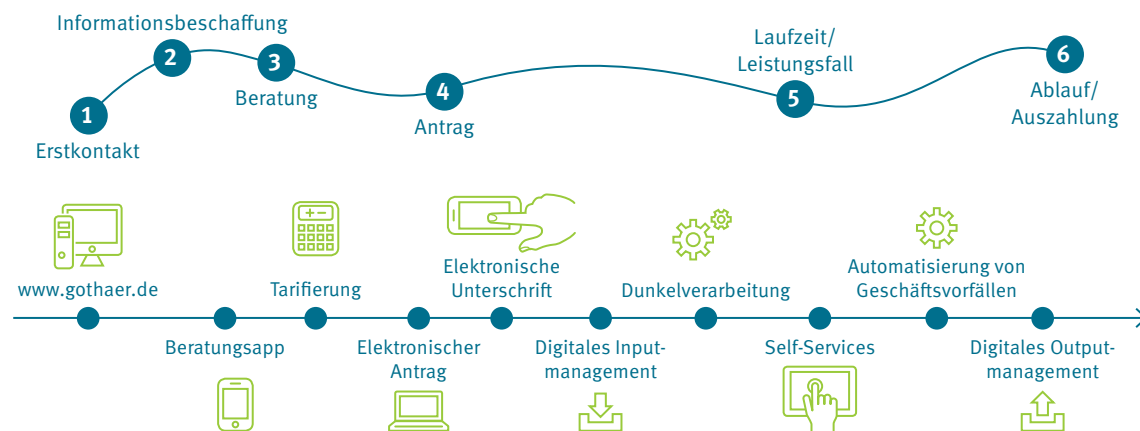 Informationsbeschaffung
2
3
Beratung
1
Erstkontakt
4
Antrag
Laufzeit/
Leistungsfall
5
6
Ablauf/
Auszahlung
www.gothaer.de
Beratungsapp
Tarifierung
Elektronischer
Antrag
Elektronische
Unterschrift
Digitales Input-
management
Dunkelverarbeitung
Self-Services
Automatisierung von
Geschäftsvorfällen
Digitales Output-
management